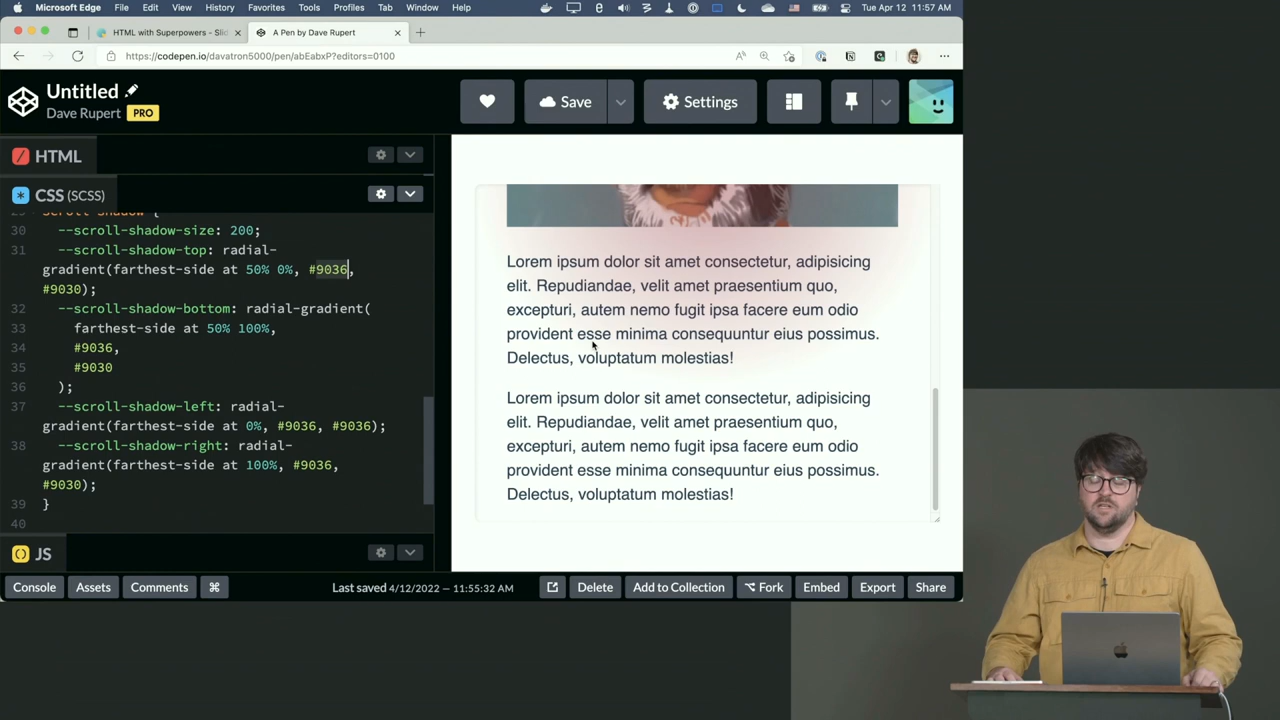 Microsoft Edge File Edit View History Favorites Tools Profiles Tab Window Help Tue Apr 12 11:57 AM
HTML with Superpowers - Slid
A Pen by Dave Rupert
https://codepen.io/davatron5000/pen/abEabxP?editors=0100
Untitled
Dave Rupert PRO
Save
Settings
HTML
CSS (SCSS)
scroll-shadow {
30 --scroll-shadow-size: 200;
31 --scroll-shadow-top: radial-
gradient(farthest-side at 50% 0%, #9036,
#9030);
32 --scroll-shadow-bottom: radial-gradient(
33 farthest-side at 50% 100%,
34 #9036,
35 #9030
36 );
37 --scroll-shadow-left: radial-
gradient(farthest-side at 0%, #9036, #9036);
38 --scroll-shadow-right: radial-
gradient(farthest-side at 100%, #9036,
#9030);
39 }
40
JS
Lorem ipsum dolor sit amet consectetur, adipisicing
elit. Repudiandae, velit amet praesentium quo,
excepturi, autem nemo fugit ipsa facere eum odio
provident esse minima consequuntur eius possimus.
Delectus, voluptatum molestias!
Lorem ipsum dolor sit amet consectetur, adipisicing
elit. Repudiandae, velit amet praesentium quo,
excepturi, autem nemo fugit ipsa facere eum odio
provident esse minima consequuntur eius possimus.
Delectus, voluptatum molestias!
Console Assets Comments ⌘ Last saved 4/12/2022 — 11:55:32 AM Delete Add to Collection Fork Embed Export Share